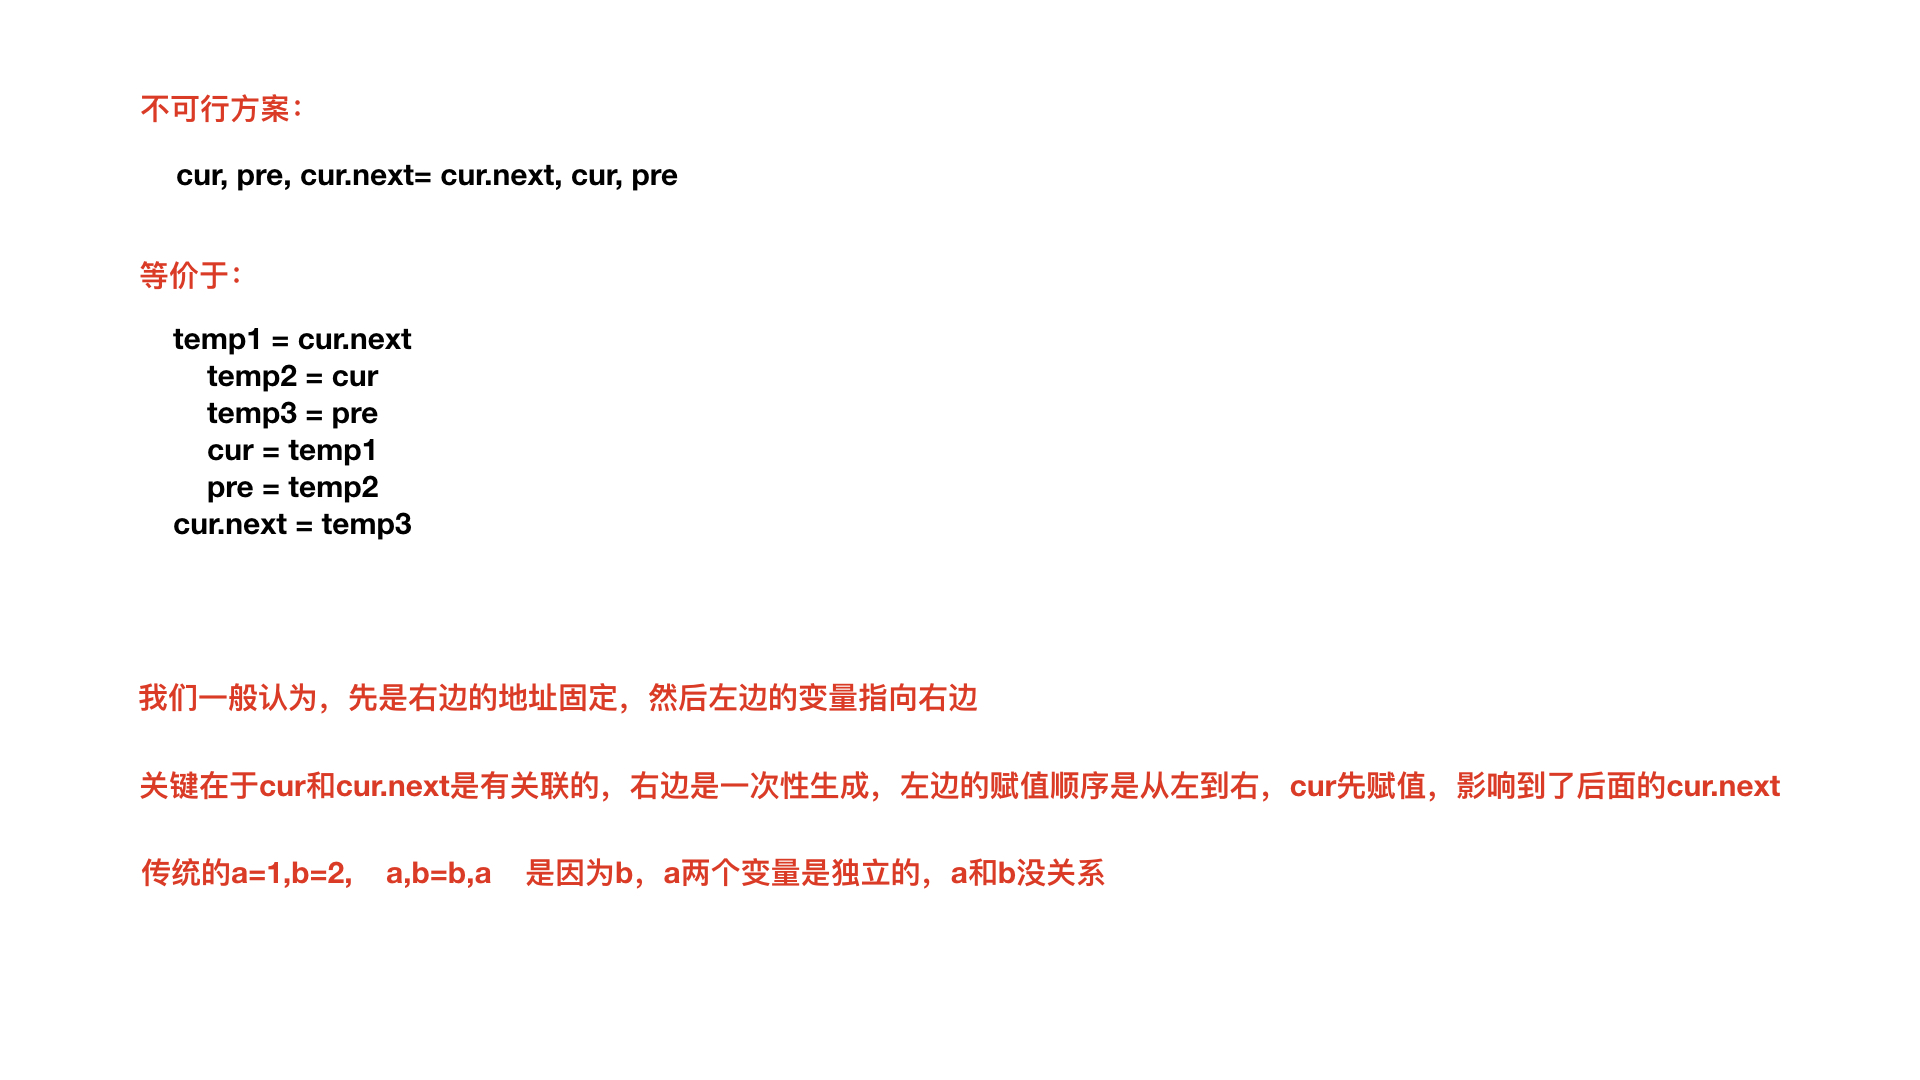 不可行方案：
cur, pre, cur.next= cur.next, cur, pre
等价于：
temp1 = cur.next
temp2 = cur
temp3 = pre
cur = temp1
pre = temp2
cur.next = temp3
我们一般认为，先是右边的地址固定，然后左边的变量指向右边
关键在于cur和cur.next是有关联的，右边是一次性生成，左边的赋值顺序是从左到右，cur先赋值，影响到了后面的cur.next
传统的a=1,b=2, a,b=b,a 是因为b，a两个变量是独立的，a和b没关系